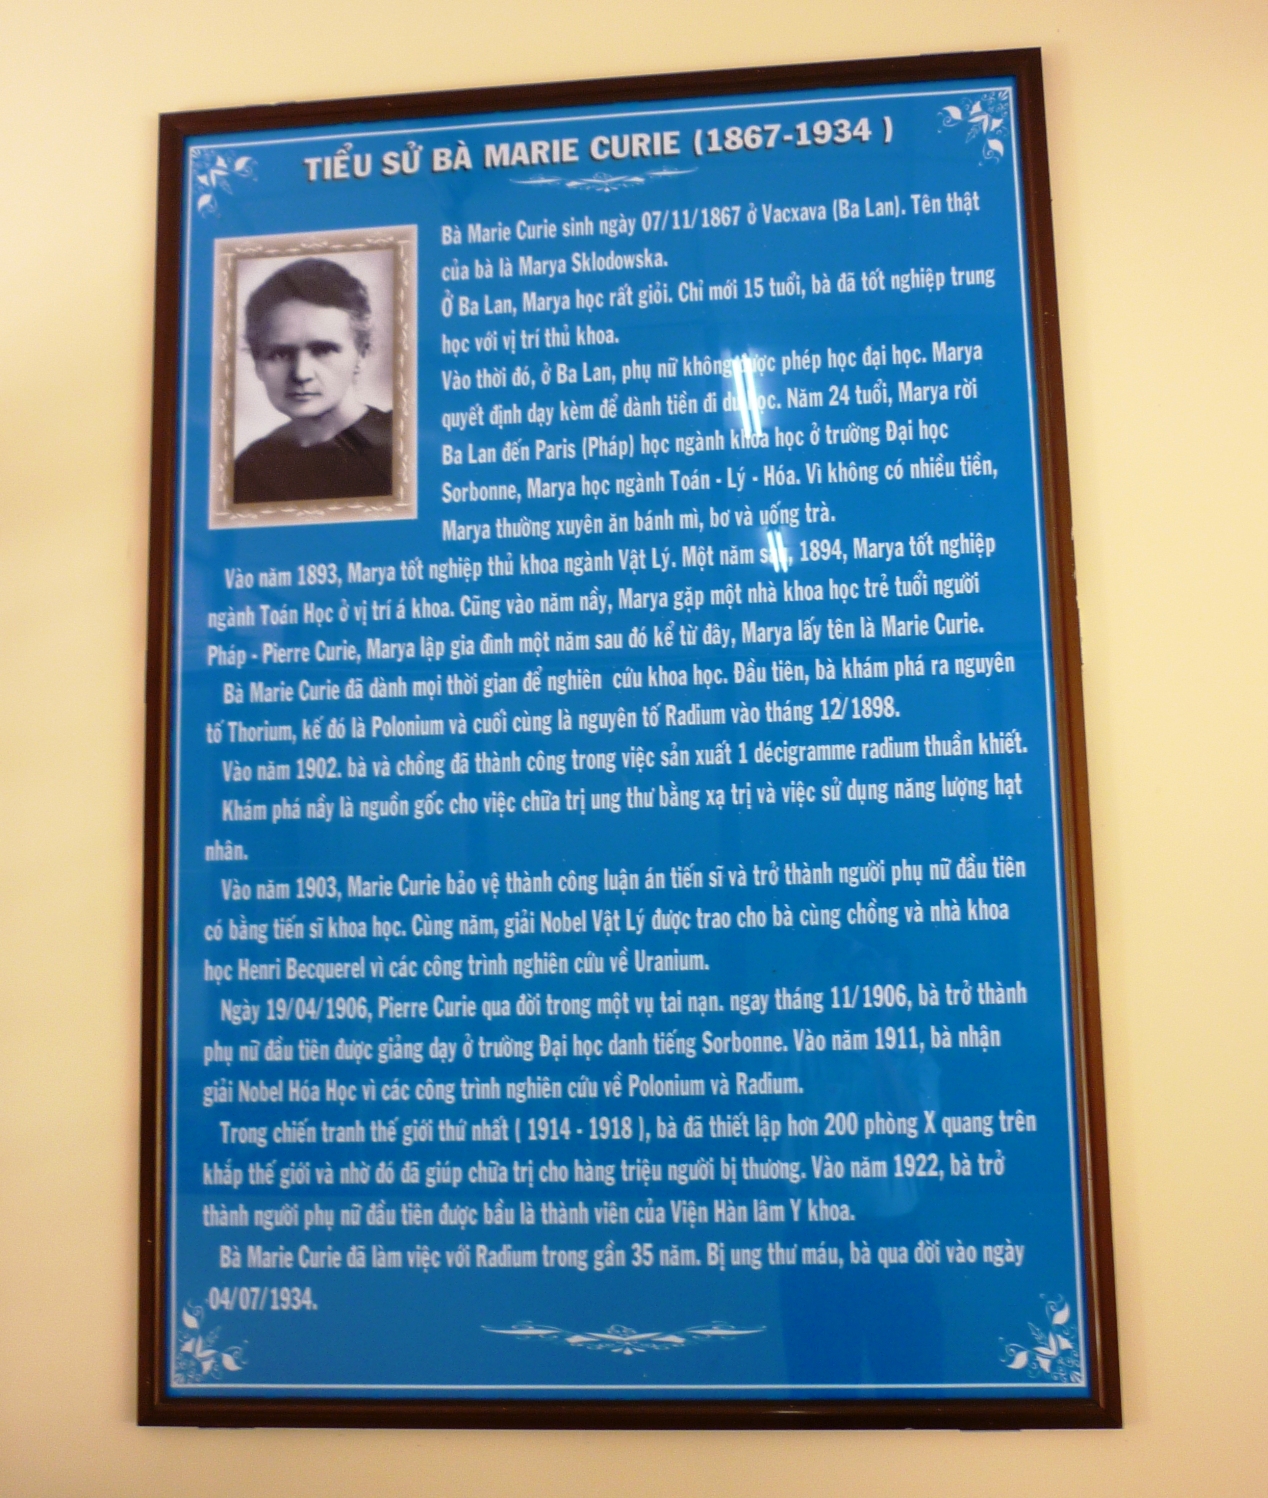 TIỂU SỬ BÀ MARIE CURIE (1867-1934 )
Bà Marie Curie sinh ngày 07/11/1867 ở Vacxava (Ba Lan). Tên thật
của bà là Marya Sklodowska.
Ở Ba Lan, Marya học rất giỏi. Chỉ mới 15 tuổi, bà đã tốt nghiệp trung
học với vị trí thủ khoa.
Vào thời đó, ở Ba Lan, phụ nữ không được phép học đại học. Marya
quyết định dạy kèm để dành tiền đi du học. Năm 24 tuổi, Marya rời
Ba Lan đến Paris (Pháp) học ngành khoa học ở trường Đại học
Sorbonne, Marya học ngành Toán - Lý - Hóa. Vì không có nhiều tiền,
Marya thường xuyên ăn bánh mì, bơ và uống trà.
Vào năm 1893, Marya tốt nghiệp thủ khoa ngành Vật Lý. Một năm sau, 1894, Marya tốt nghiệp
ngành Toán Học ở vị trí á khoa. Cũng vào năm nầy, Marya gặp một nhà khoa học trẻ tuổi người
Pháp - Pierre Curie, Marya lập gia đình một năm sau đó kể từ đây, Marya lấy tên là Marie Curie.
Bà Marie Curie đã dành mọi thời gian để nghiên cứu khoa học. Đầu tiên, bà khám phá ra nguyên
tố Thorium, kế đó là Polonium và cuối cùng là nguyên tố Radium vào tháng 12/1898.
Vào năm 1902. bà và chồng đã thành công trong việc sản xuất 1 décigramme radium thuần khiết.
Khám phá nầy là nguồn gốc cho việc chữa trị ung thư bằng xạ trị và việc sử dụng năng lượng hạt
nhân.
Vào năm 1903, Marie Curie bảo vệ thành công luận án tiến sĩ và trở thành người phụ nữ đầu tiên
có bằng tiến sĩ khoa học. Cùng năm, giải Nobel Vật Lý được trao cho bà cùng chồng và nhà khoa
học Henri Becquerel vì các công trình nghiên cứu về Uranium.
Ngày 19/04/1906, Pierre Curie qua đời trong một vụ tai nạn. ngay tháng 11/1906, bà trở thành
phụ nữ đầu tiên được giảng dạy ở trường Đại học danh tiếng Sorbonne. Vào năm 1911, bà nhận
giải Nobel Hóa Học vì các công trình nghiên cứu về Polonium và Radium.
Trong chiến tranh thế giới thứ nhất ( 1914 - 1918 ), bà đã thiết lập hơn 200 phòng X quang trên
khắp thế giới và nhờ đó đã giúp chữa trị cho hàng triệu người bị thương. Vào năm 1922, bà trở
thành người phụ nữ đầu tiên được bầu là thành viên của Viện Hàn lâm Y khoa.
Bà Marie Curie đã làm việc với Radium trong gần 35 năm. Bị ung thư máu, bà qua đời vào ngày
04/07/1934.